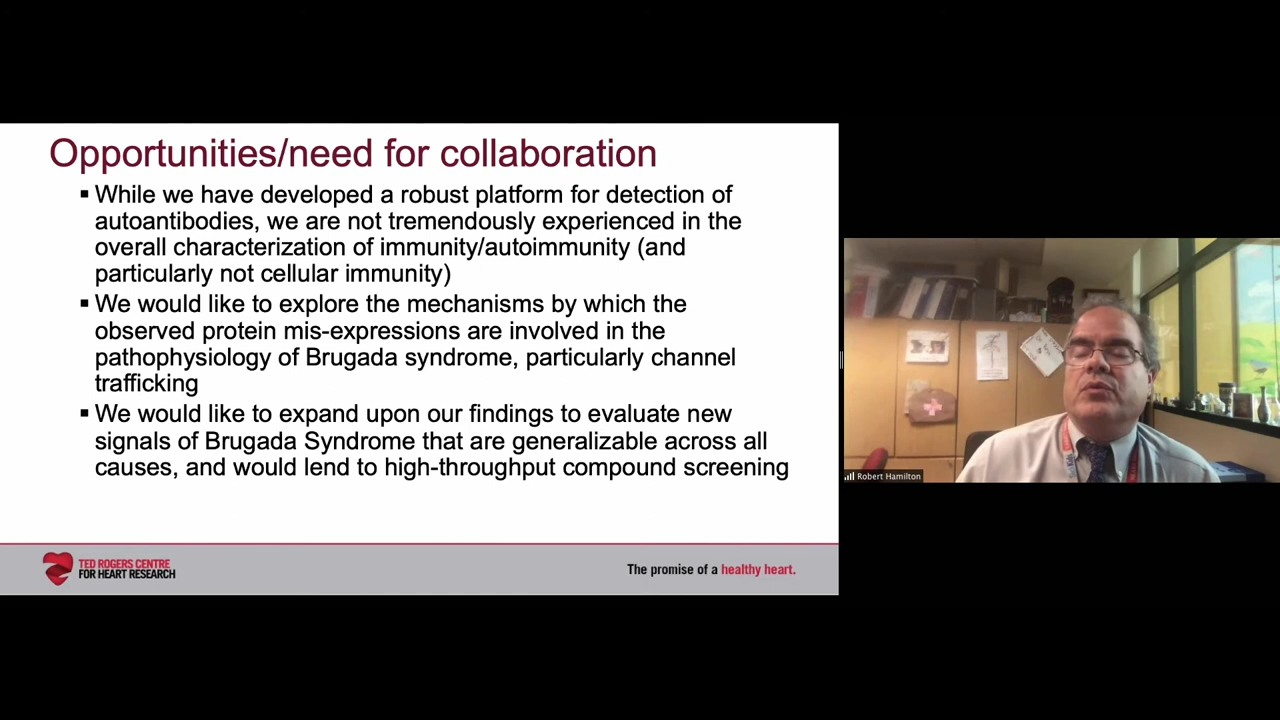 Opportunities/need for collaboration
▪ While we have developed a robust platform for detection of
autoantibodies, we are not tremendously experienced in the
overall characterization of immunity/autoimmunity (and
particularly not cellular immunity)
▪ We would like to explore the mechanisms by which the
observed protein mis-expressions are involved in the
pathophysiology of Brugada syndrome, particularly channel
trafficking
▪ We would like to expand upon our findings to evaluate new
signals of Brugada Syndrome that are generalizable across all
causes, and would lend to high-throughput compound screening
TED ROGERS CENTRE
FOR HEART RESEARCH
The promise of a healthy heart.
Robert Hamilton